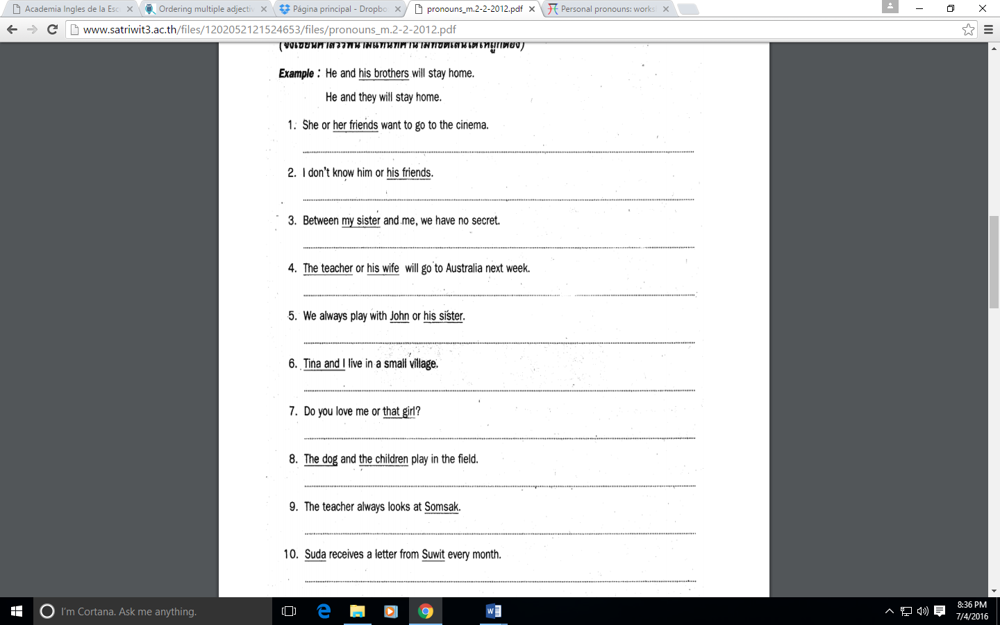 Academia Ingles de la Esc
Ordering multiple adjectiv
Página principal - Dropbo
pronouns_m.2-2-2012.pdf
Personal pronouns: works
www.satriwit3.ac.th/files/1202052121524653/files/pronouns_m.2-2-2012.pdf
Example : He and his brothers will stay home.
He and they will stay home.
1. She or her friends want to go to the cinema.
2. I don't know him or his friends.
3. Between my sister and me, we have no secret.
4. The teacher or his wife will go to Australia next week.
5. We always play with John or his sister.
6. Tina and I live in a small village.
7. Do you love me or that girl?
8. The dog and the children play in the field.
9. The teacher always looks at Somsak.
10. Suda receives a letter from Suwit every month.
I'm Cortana. Ask me anything.
8:36 PM
7/4/2016